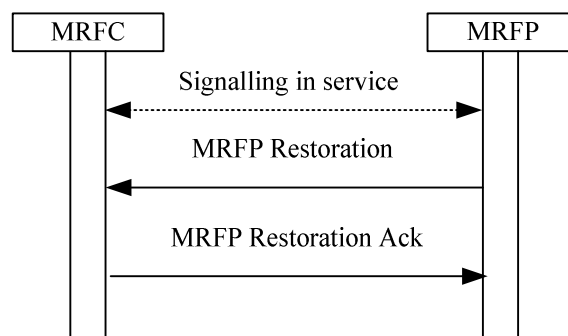 MRFC
MRFP
Signalling in service
MRFP Restoration
MRFP Restoration Ack